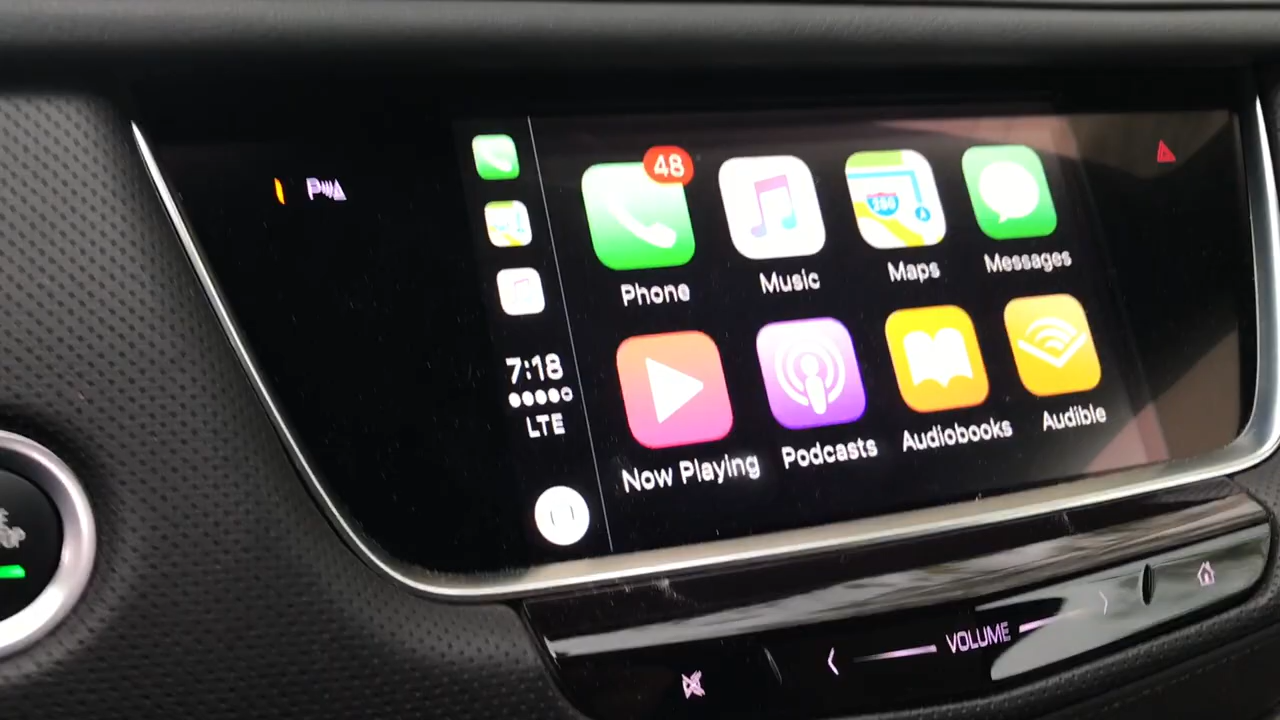 48
Phone
Music
Maps
Messages
Now Playing
Podcasts
Audiobooks
Audible
7:18
LTE
VOLUME